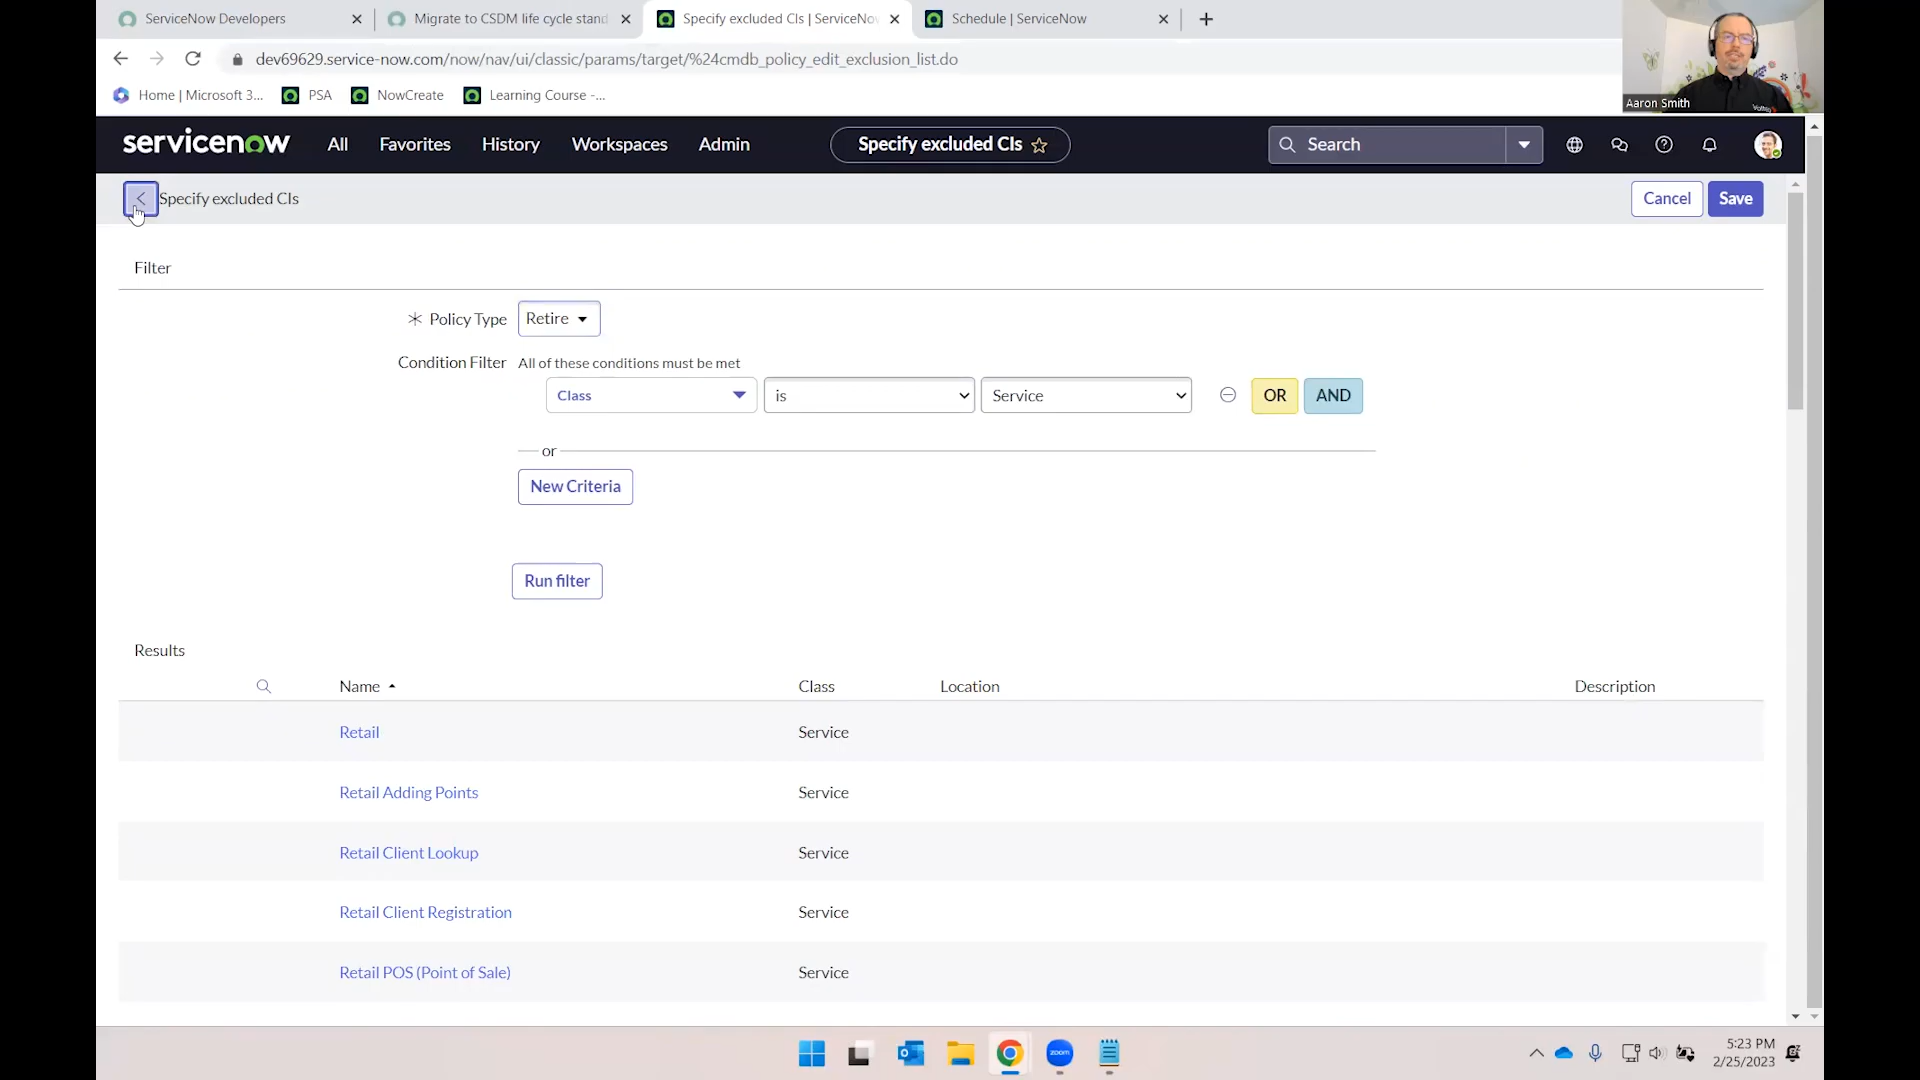 ServiceNow Developers
Migrate to CSDM life cycle stand
Specify excluded CIs | ServiceNov
Schedule | ServiceNow
dev69629.service-now.com/now/nav/ui/classic/params/target/%24cmdb_policy_edit_exclusion_list.do
Home | Microsoft 3...
PSA
NowCreate
Learning Course -...
Aaron Smith
servicenow
All
Favorites
History
Workspaces
Admin
Specify excluded CIs
Search
Specify excluded CIs
Cancel
Save
Filter
Policy Type
Retire
Condition Filter
All of these conditions must be met
Class
is
Service
OR
AND
or
New Criteria
Run filter
Results
Name
Class
Location
Description
Retail
Service
Retail Adding Points
Service
Retail Client Lookup
Service
Retail Client Registration
Service
Retail POS (Point of Sale)
Service
zoom
5:23 PM
2/25/2023